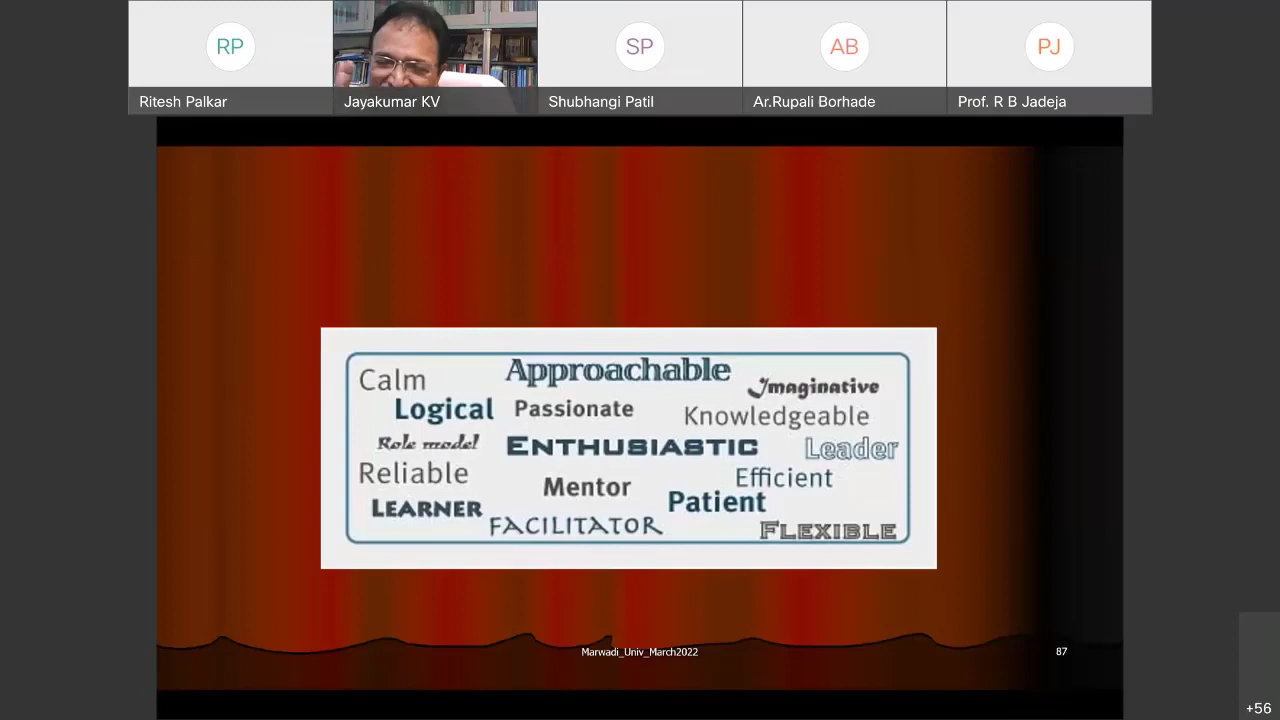 RP
SP
AB
PJ
Ritesh Palkar
Jayakumar KV
Shubhangi Patil
Ar.Rupali Borhade
Prof. R B Jadeja
Calm
Approachable
Imaginative
Logical
Passionate
Knowledgeable
Role model
ENTHUSIASTIC
Leader
Reliable
Mentor
Efficient
LEARNER
Patient
FACILITATOR
FLEXIBLE
Marwadi_Univ_March2022
87
+56